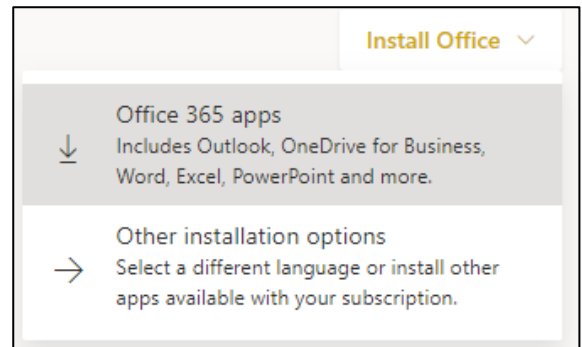 Install Office
Office 365 apps
Includes Outlook, OneDrive for Business,
Word, Excel, PowerPoint and more.
Other installation options
Select a different language or install other
apps available with your subscription.